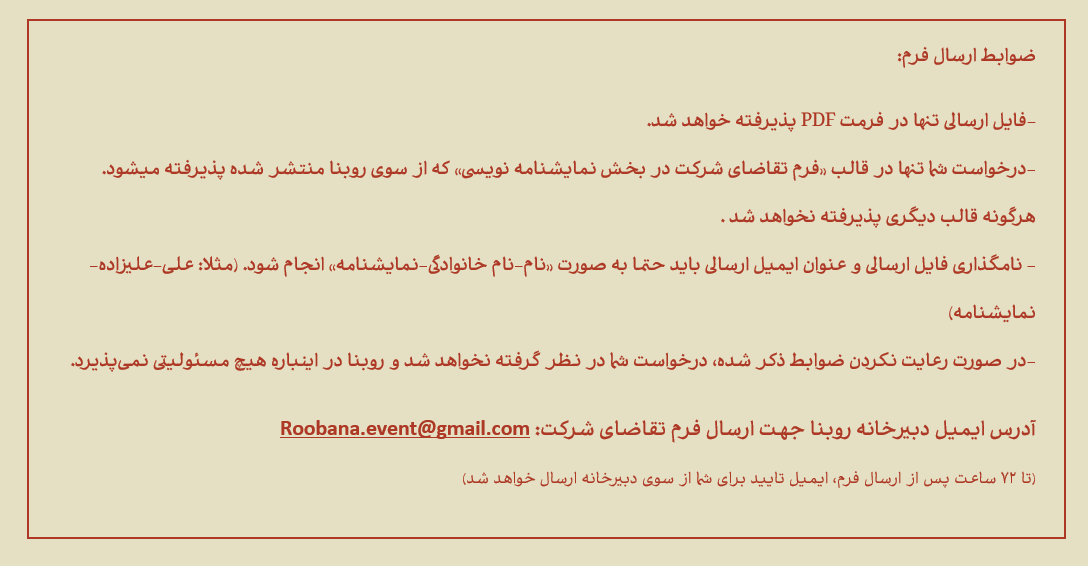 ضوابط ارسال فرم:
-فایل ارسالی تنها در فرمت PDF پذیرفته خواهد شد.
-درخواست شما تنها در قالب «فرم تقاضای شرکت در بخش نمایشنامه نویسی» که از سوی روبنا منتشر شده پذیرفته میشود.
هرگونه قالب دیگری پذیرفته نخواهد شد .
- نامگذاری فایل ارسالی و عنوان ایمیل ارسالی باید حتما به صورت «نام-نام خانوادگی-نمایشنامه» انجام شود. (مثلا: علی-علیزاده-
نمایشنامه)
-در صورت رعایت نکردن ضوابط ذکر شده، درخواست شما در نظر گرفته نخواهد شد و روبنا در اینباره هیچ مسئولیتی نمی‌پذیرد.
آدرس ایمیل دبیرخانه روبنا جهت ارسال فرم تقاضای شرکت: Roobana.event@gmail.com
(تا ۷۲ ساعت پس از ارسال فرم، ایمیل تایید برای شما از سوی دبیرخانه ارسال خواهد شد)